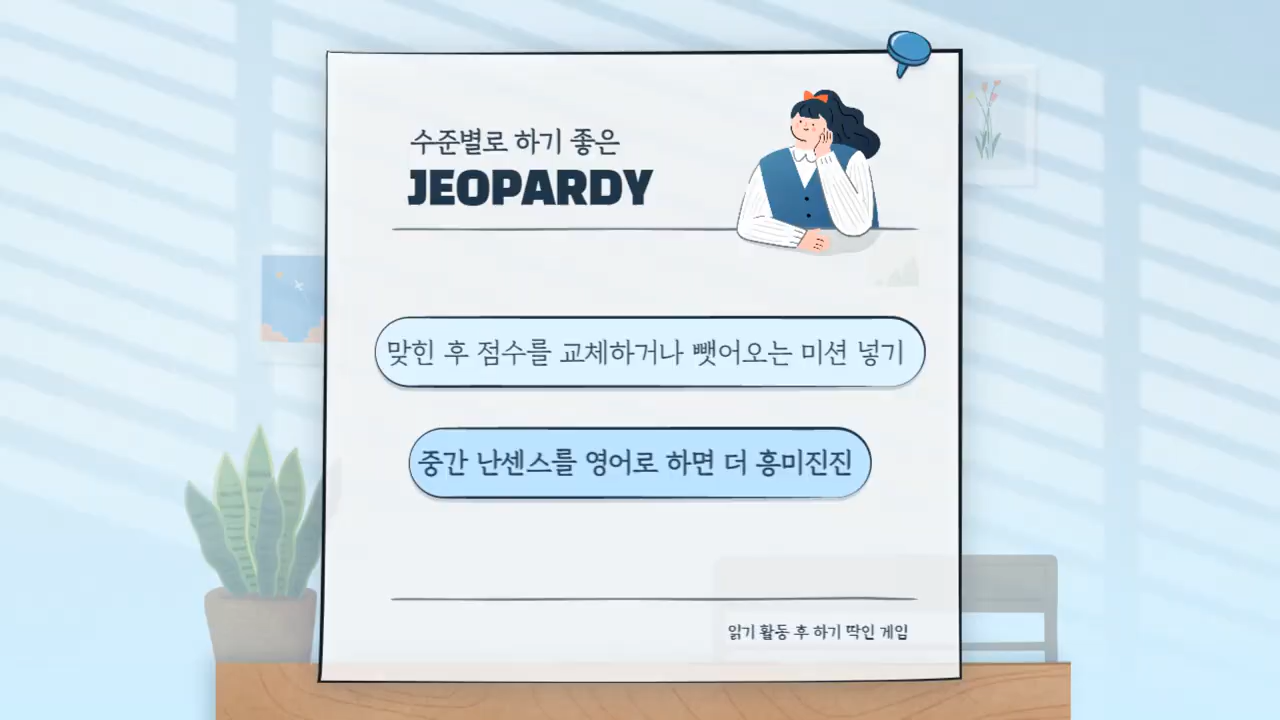 수준별로 하기 좋은
JEOPARDY
맞힌 후 점수를 교체하거나 뺏어오는 미션 넣기
중간 난센스를 영어로 하면 더 흥미진진
읽기 활동 후 하기 딱인 게임